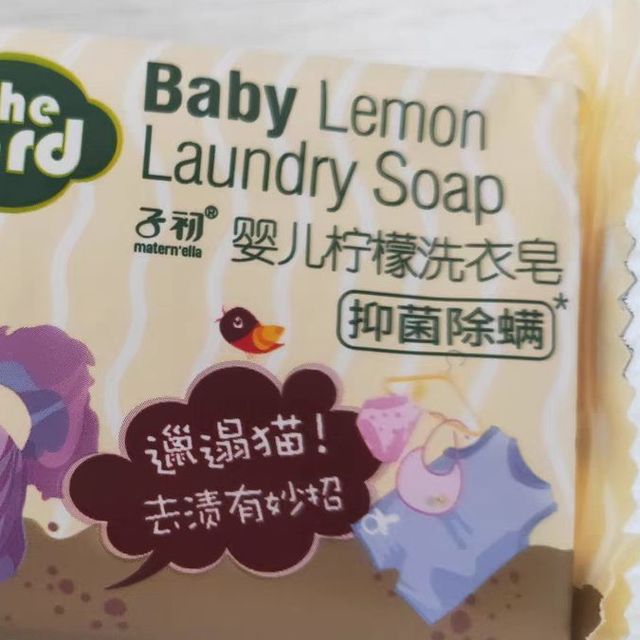 he
rd
Baby Lemon
Laundry Soap
子初®
matern'ella
婴儿柠檬洗衣皂
抑菌除螨*
邋遢猫!
去渍有妙招